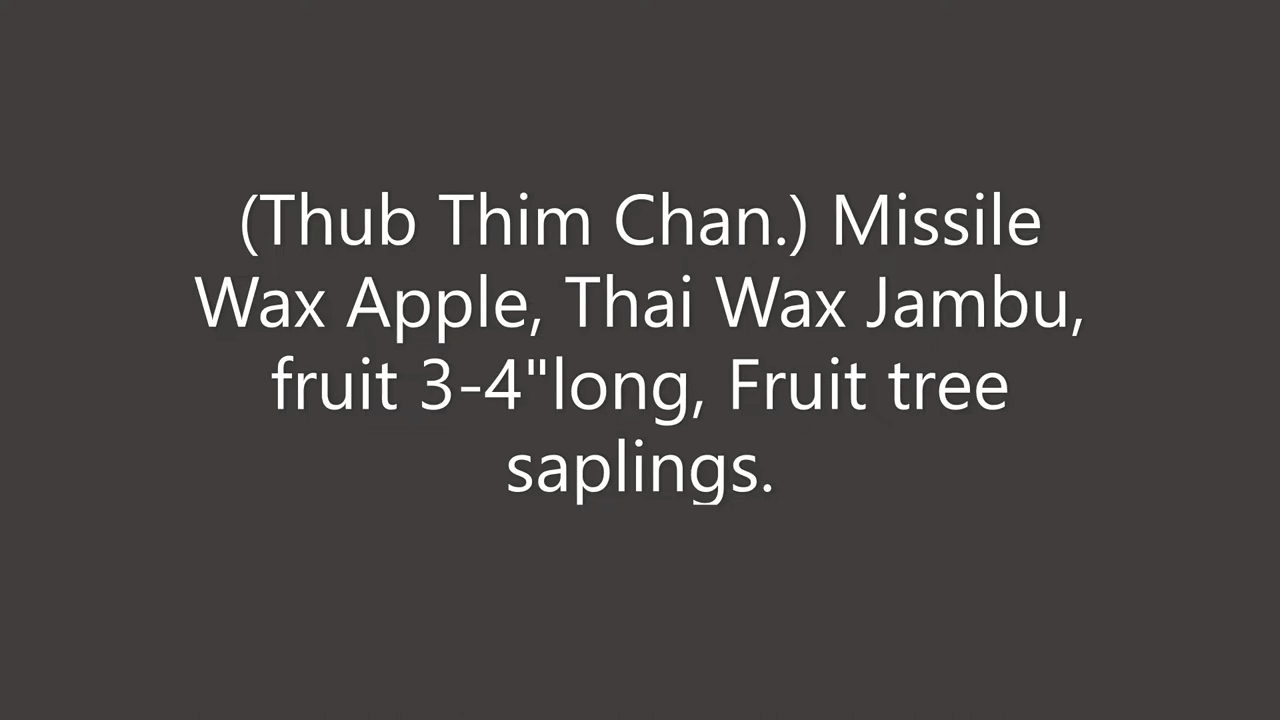 (Thub Thim Chan.) Missile
Wax Apple, Thai Wax Jambu,
fruit 3-4"long, Fruit tree
saplings.